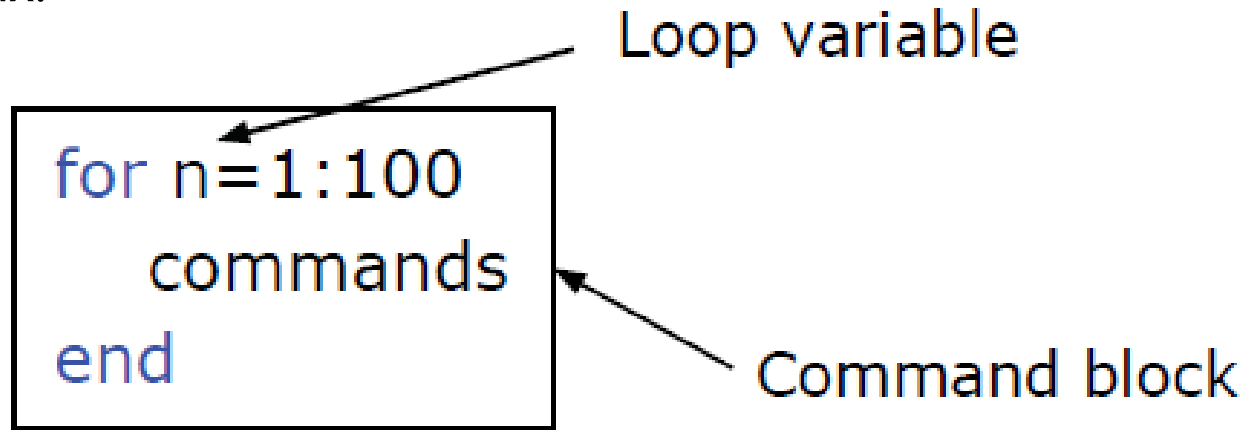 Loop variable
for n=1:100
commands
end
Command block